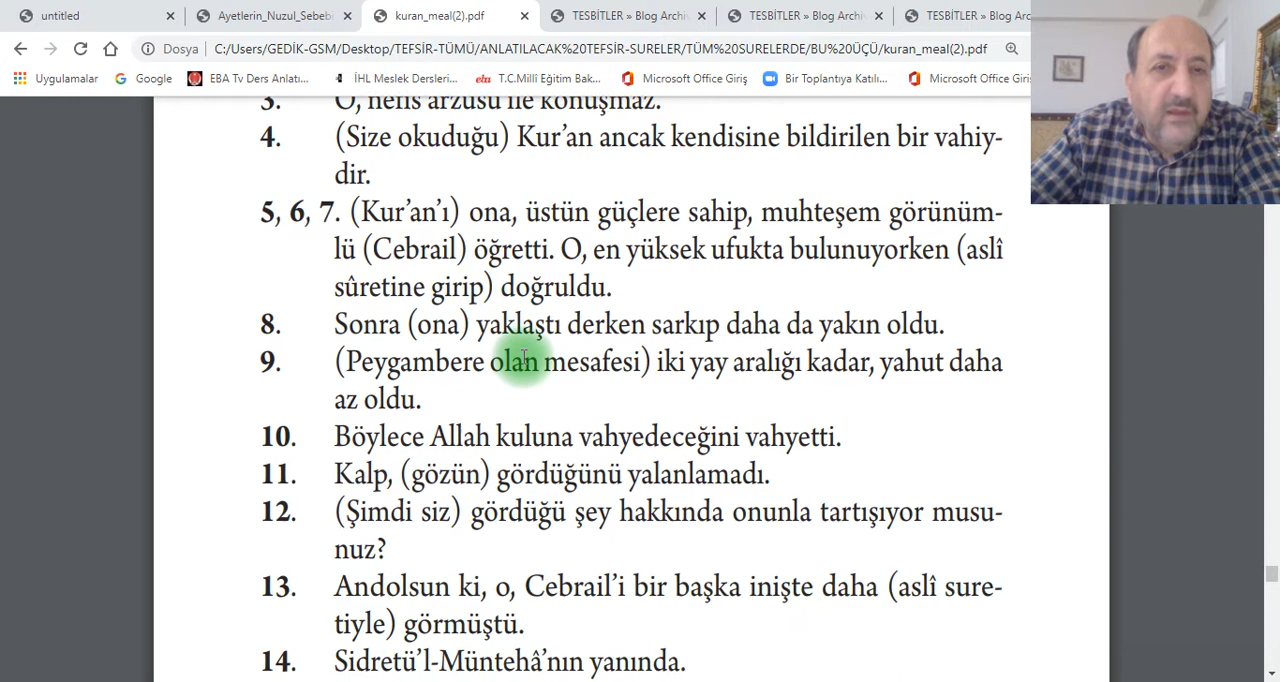 untitled
Ayetlerin_Nuzul_Sebebi
kuran_meal(2).pdf
TESBİTLER » Blog Archi
TESBİTLER » Blog Archi
TESBİTLER » Blog Arc
Dosya
C:/Users/GEDİK-GSM/Desktop/TEFSİR-TÜMÜ/ANLATILACAK%20TEFSİR-SURELER/TÜM%20SURELERDE/BU%20ÜÇÜ/kuran_meal(2).pdf
Uygulamalar
Google
EBA Tv Ders Anlatı...
İHL Meslek Dersleri...
T.C.Millî Eğitim Bak...
Microsoft Office Giriş
Bir Toplantıya Katılı...
Microsoft Office Giri
3. O, nefis arzusu ile konuşmaz.
4. (Size okuduğu) Kur’an ancak kendisine bildirilen bir vahiy-
dir.
5, 6, 7. (Kur’an’ı) ona, üstün güçlere sahip, muhteşem görünüm-
lü (Cebrail) öğretti. O, en yüksek ufukta bulunuyorken (aslî
sûretine girip) doğruldu.
8. Sonra (ona) yaklaştı derken sarkıp daha da yakın oldu.
9. (Peygambere olan mesafesi) iki yay aralığı kadar, yahut daha
az oldu.
10. Böylece Allah kuluna vahyedeceğini vahyetti.
11. Kalp, (gözün) gördüğünü yalanlamadı.
12. (Şimdi siz) gördüğü şey hakkında onunla tartışıyor musu-
nuz?
13. Andolsun ki, o, Cebrail’i bir başka inişte daha (aslî sure-
tiyle) görmüştü.
14. Sidretü’l-Müntehâ’nın yanında.